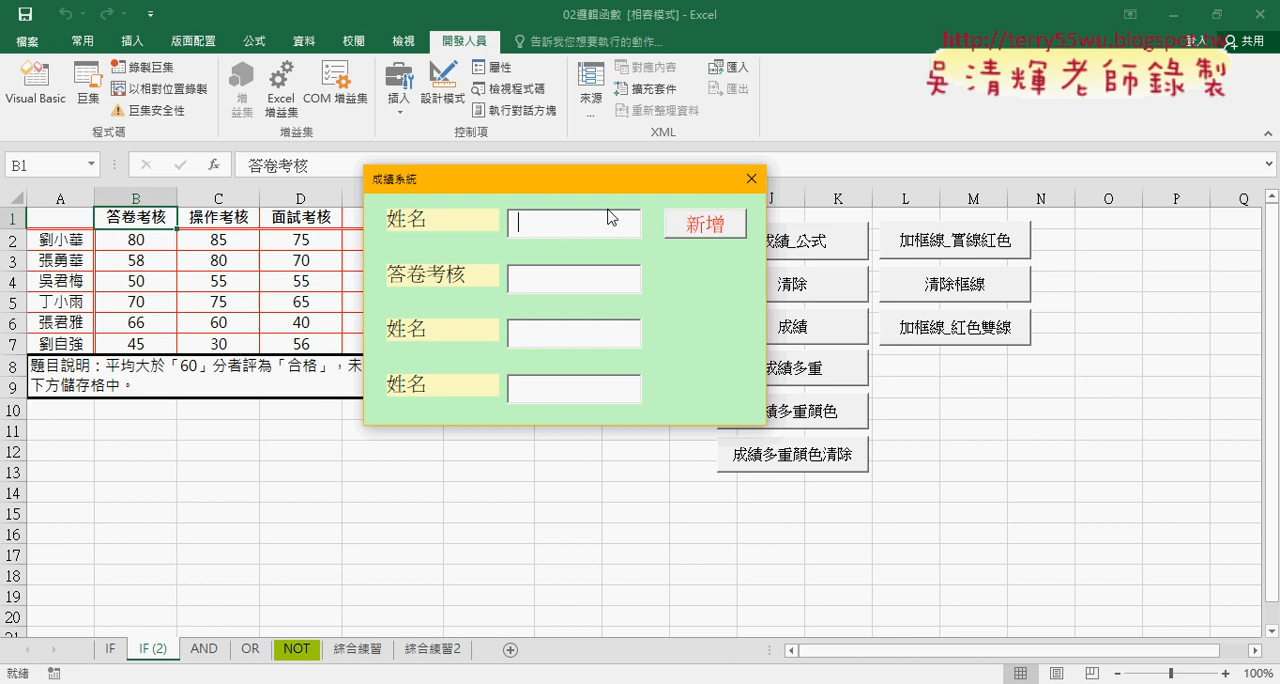 02邏輯函數 [相容模式] - Excel
檔案 常用 插入 版面配置 公式 資料 校閱 檢視 開發人員 告訴我您想要執行的動作... 登入 共用
http://terry55wu.blogspot.tw
吳清輝老師錄製
Visual Basic 巨集 錄製巨集 以相對位置錄製 巨集安全性
增益集 Excel 增益集 COM 增益集
插入 設計模式 屬性 檢視程式碼 執行對話方塊
來源... 對應內容 擴充套件 重新整理資料 匯入 匯出
程式碼 增益集 控制項 XML
B1 fx 答卷考核
A B C D J K L M N O P Q
1 答卷考核 操作考核 面試考核
2 劉小華 80 85 75
3 張勇華 58 80 70
4 吳君梅 50 55 55
5 丁小雨 70 75 65
6 張君雅 66 60 40
7 劉自強 45 30 56
8 題目說明：平均大於「60」分者評為「合格」，未
9 下方儲存格中。
10
11
12
13
14
15
16
17
18
19
20
21
成績系統
姓名 新增
答卷考核
姓名
姓名
成績_公式 加框線_實線紅色
清除 清除框線
成績 加框線_紅色雙線
成績多重
成績多重顏色
成績多重顏色清除
IF IF (2) AND OR NOT 綜合練習 綜合練習2
就緒 100%